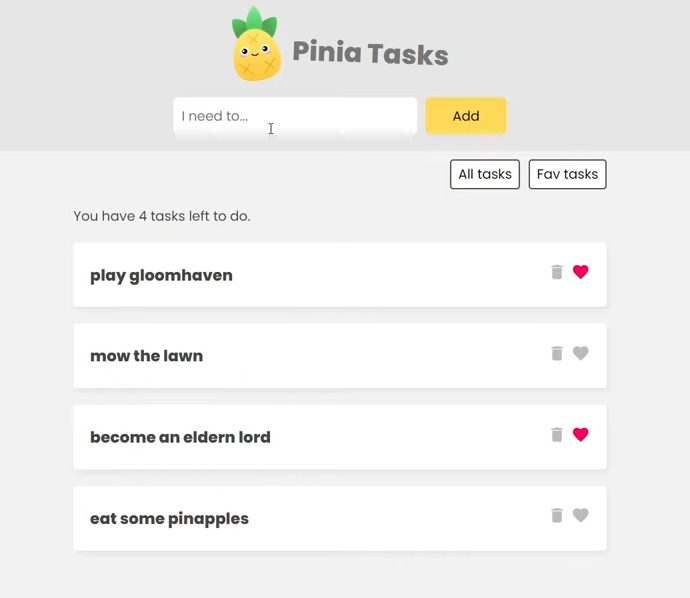 Pinia Tasks
I need to...
Add
All tasks
Fav tasks
You have 4 tasks left to do.
play gloomhaven
mow the lawn
become an eldern lord
eat some pinapples